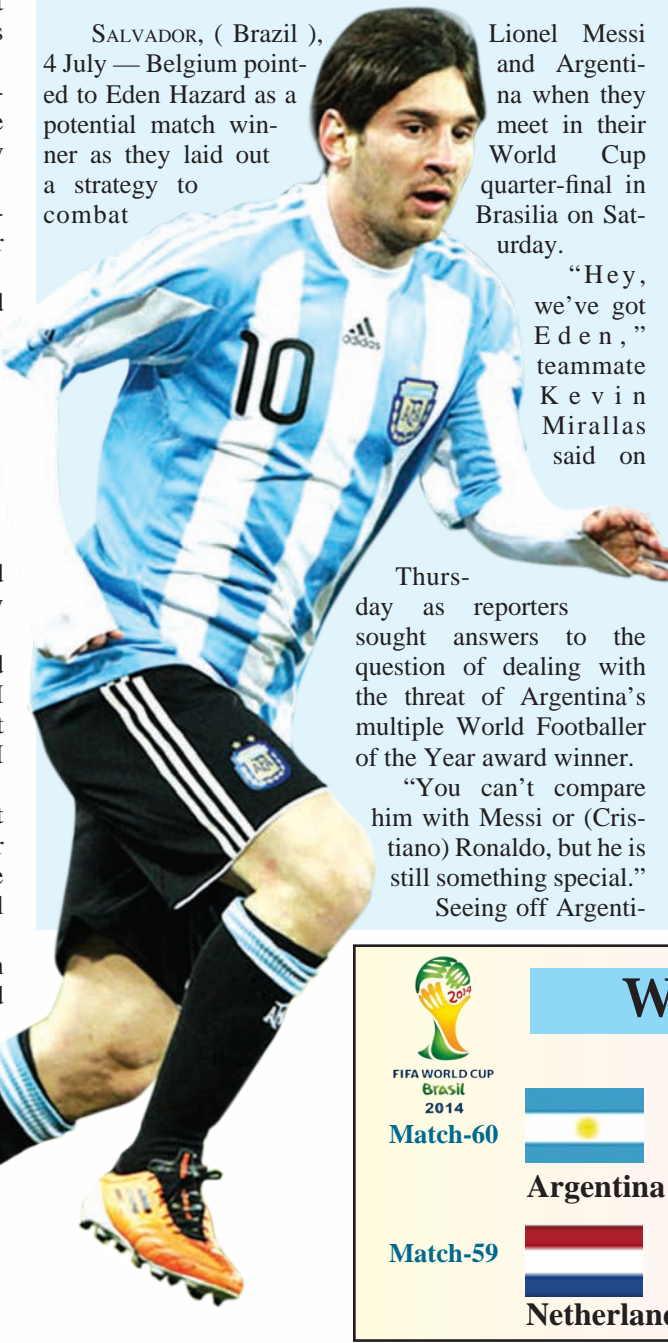 SALVADOR, ( Brazil ),
4 July — Belgium point-
ed to Eden Hazard as a
potential match win-
ner as they laid out
a strategy to
combat
Lionel Messi
and Argenti-
na when they
meet in their
World Cup
quarter-final in
Brasilia on Sat-
urday.
“Hey,
we’ve got
Eden,”
teammate
Kevin
Mirallas
said on
Thurs-
day as reporters
sought answers to the
question of dealing with
the threat of Argentina’s
multiple World Footballer
of the Year award winner.
“You can’t compare
him with Messi or (Cris-
tiano) Ronaldo, but he is
still something special.”
Seeing off Argenti-
adidas
10
AFA
AFA
2014
FIFA WORLD CUP
Brasil
2014
W
Match-60
Argentina
Match-59
Netherland